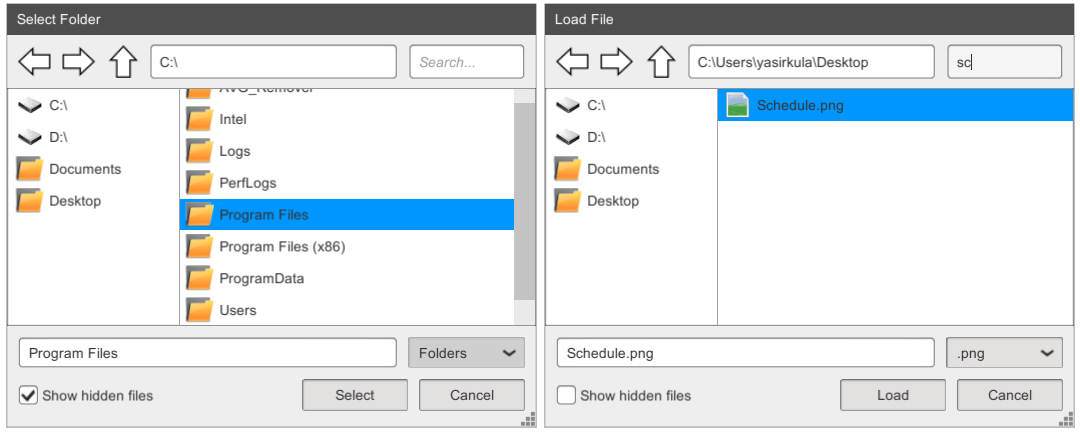 Select Folder
C:\
Search...
C:\
D:\
Documents
Desktop
AVG_Remover
Intel
Logs
PerfLogs
Program Files
Program Files (x86)
ProgramData
Users
Program Files
Folders
Show hidden files
Select
Cancel
Load File
C:\Users\yasirkula\Desktop
sc
C:\
D:\
Documents
Desktop
Schedule.png
Schedule.png
.png
Show hidden files
Load
Cancel